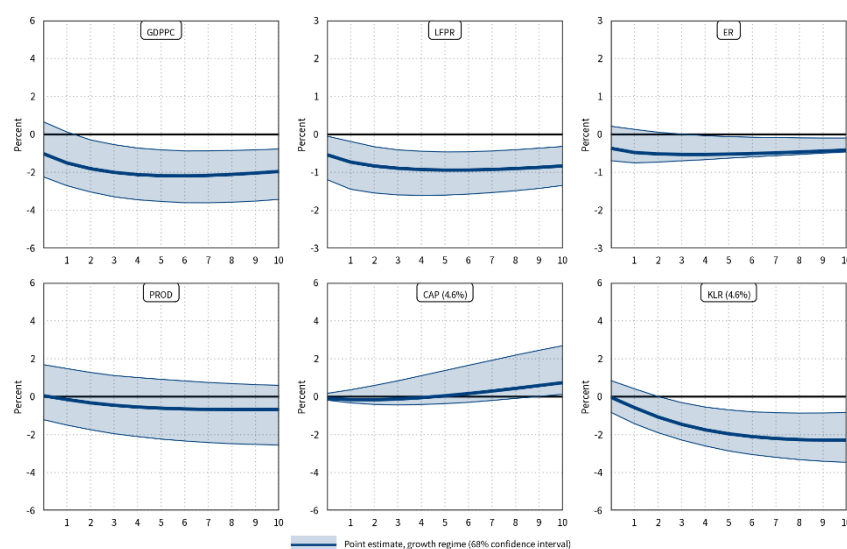 GDPPC
LFPR
ER
6
4
2
0
-2
-4
-6
Percent
1 2 3 4 5 6 7 8 9 10
3
2
1
0
-1
-2
-3
Percent
1 2 3 4 5 6 7 8 9 10
3
2
1
0
-1
-2
-3
Percent
1 2 3 4 5 6 7 8 9 10
PROD
CAP (4.6%)
KLR (4.6%)
6
4
2
0
-2
-4
-6
Percent
1 2 3 4 5 6 7 8 9 10
6
4
2
0
-2
-4
-6
Percent
1 2 3 4 5 6 7 8 9 10
6
4
2
0
-2
-4
-6
Percent
1 2 3 4 5 6 7 8 9 10
Point estimate, growth regime (68% confidence interval)